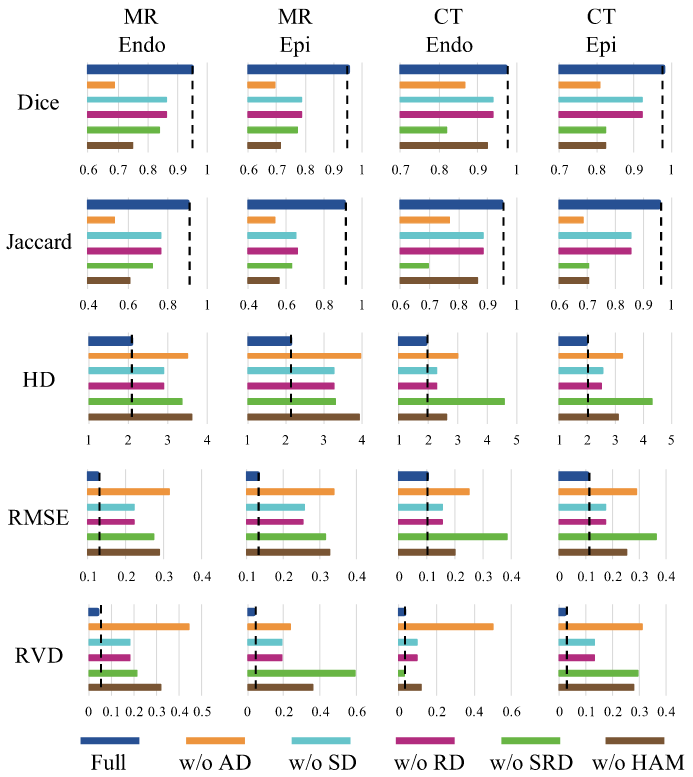 MR MR CT CT
Endo Epi Endo Epi
Dice
0.6 0.7 0.8 0.9 1 0.6 0.7 0.8 0.9 1 0.7 0.8 0.9 1 0.7 0.8 0.9 1
Jaccard
0.4 0.6 0.8 1 0.4 0.6 0.8 1 0.6 0.7 0.8 0.9 1 0.6 0.7 0.8 0.9 1
HD
1 2 3 4 1 2 3 4 1 2 3 4 5 1 2 3 4 5
RMSE
0.1 0.2 0.3 0.4 0.1 0.2 0.3 0.4 0 0.1 0.2 0.3 0.4 0 0.1 0.2 0.3 0.4
RVD
0 0.1 0.2 0.3 0.4 0.5 0 0.2 0.4 0.6 0 0.2 0.4 0.6 0 0.1 0.2 0.3 0.4
Full w/o AD w/o SD w/o RD w/o SRD w/o HAM